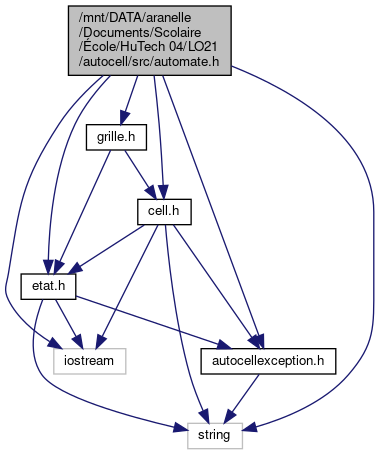 /mnt/DATA/aranelle
/Documents/Scolaire
/École/HuTech 04/LO21
/autocell/src/automate.h
grille.h
cell.h
etat.h
iostream
autocellexception.h
string